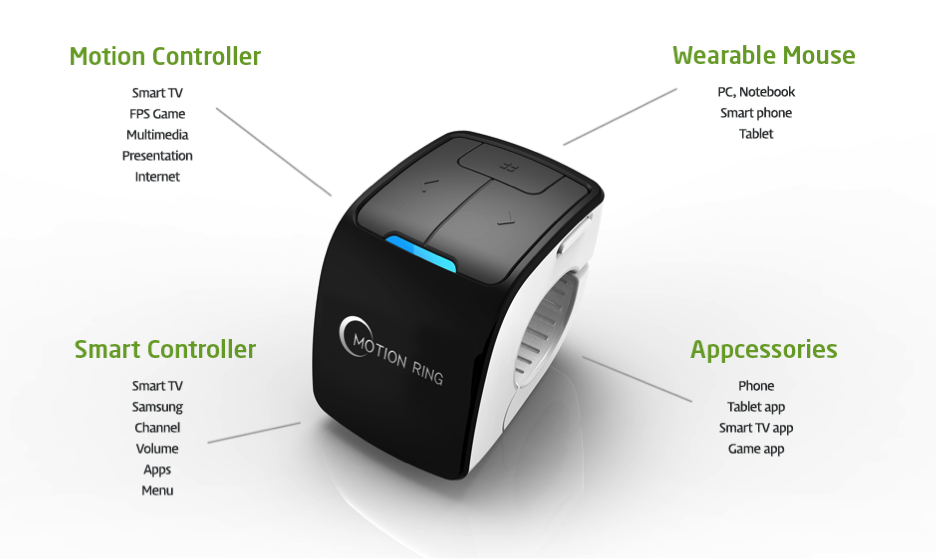 Motion Controller
Smart TV
FPS Game
Multimedia
Presentation
Internet
Wearable Mouse
PC, Notebook
Smart phone
Tablet
MOTION RING
Smart Controller
Smart TV
Samsung
Channel
Volume
Apps
Menu
Appcessories
Phone
Tablet app
Smart TV app
Game app